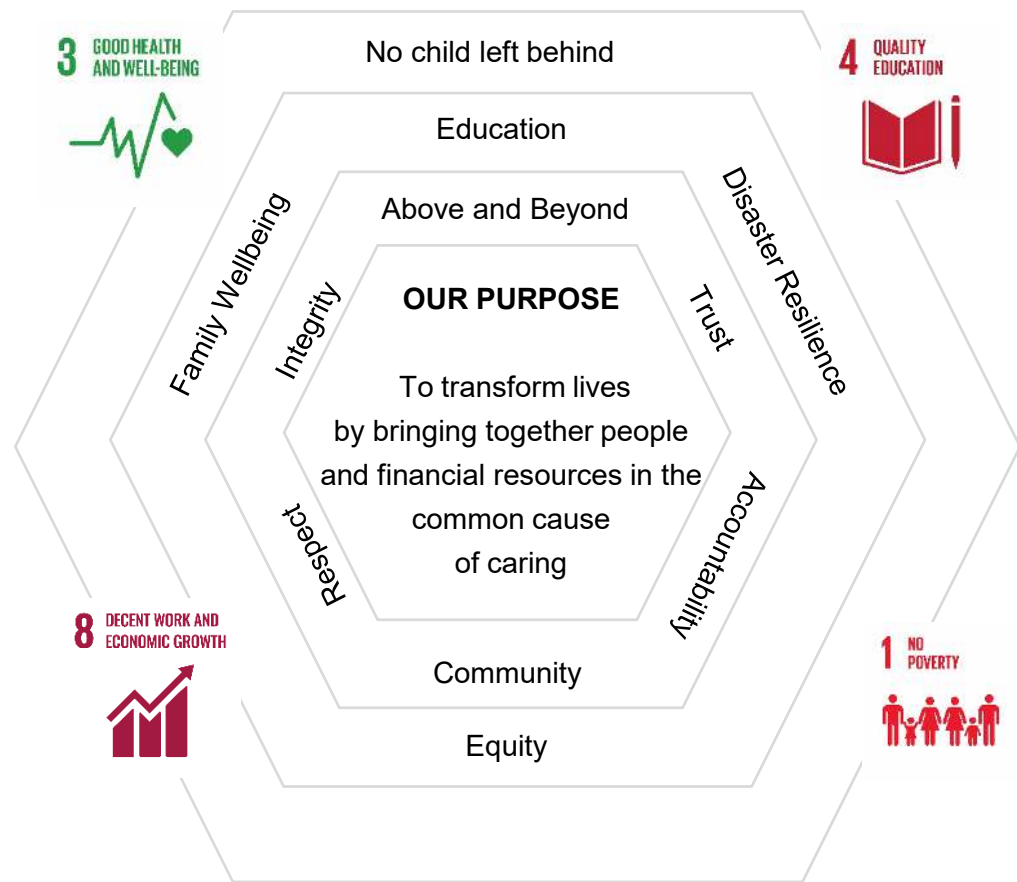 No child left behind
3 GOOD HEALTH
AND WELL-BEING
4 QUALITY
EDUCATION
Education
Family Wellbeing
Disaster Resilience
Above and Beyond
Integrity
Trust
OUR PURPOSE
To transform lives
by bringing together people
and financial resources in the
common cause
of caring
Respect
Accountability
Community
Equity
8 DECENT WORK AND
ECONOMIC GROWTH
1 NO
POVERTY